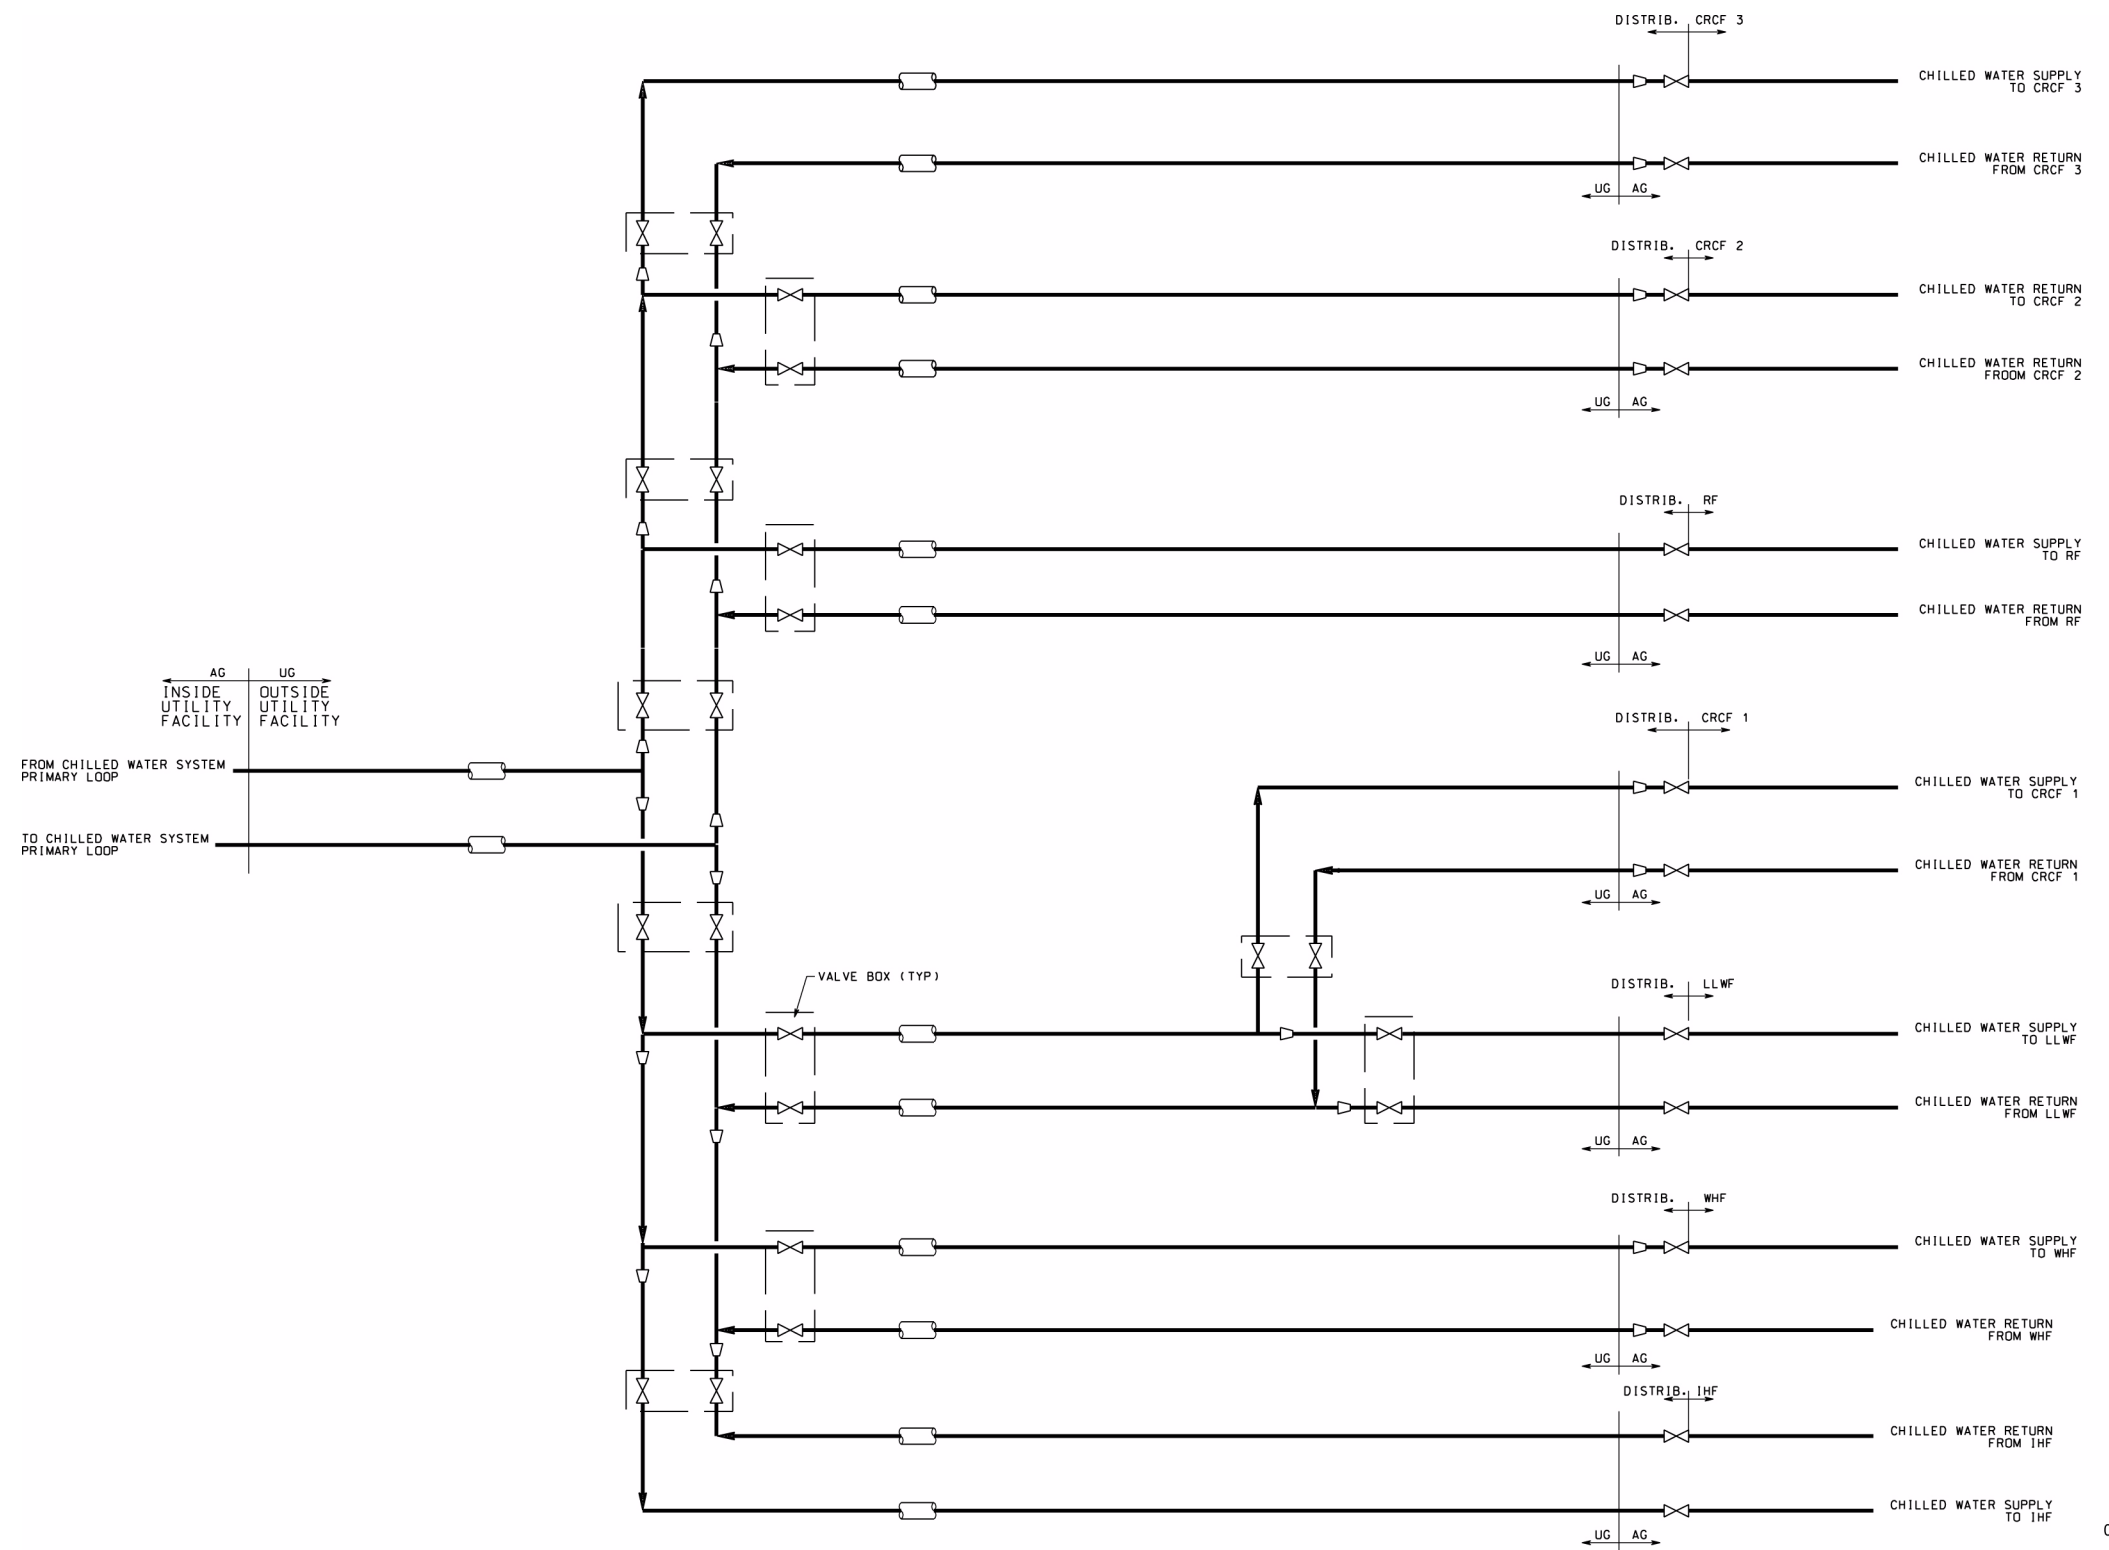 DISTRIB. CRCF 3
CHILLED WATER SUPPLY
TO CRCF 3
CHILLED WATER RETURN
FROM CRCF 3
UG AG
DISTRIB. CRCF 2
CHILLED WATER RETURN
TO CRCF 2
CHILLED WATER RETURN
FROOM CRCF 2
UG AG
DISTRIB. RF
CHILLED WATER SUPPLY
TO RF
CHILLED WATER RETURN
FROM RF
UG AG
AG UG
INSIDE
UTILITY
FACILITY
OUTSIDE
UTILITY
FACILITY
FROM CHILLED WATER SYSTEM
PRIMARY LOOP
TO CHILLED WATER SYSTEM
PRIMARY LOOP
DISTRIB. CRCF 1
CHILLED WATER SUPPLY
TO CRCF 1
CHILLED WATER RETURN
FROM CRCF 1
UG AG
VALVE BOX (TYP)
DISTRIB. LLWF
CHILLED WATER SUPPLY
TO LLWF
CHILLED WATER RETURN
FROM LLWF
UG AG
DISTRIB. WHF
CHILLED WATER SUPPLY
TO WHF
CHILLED WATER RETURN
FROM WHF
UG AG
DISTRIB. IHF
CHILLED WATER RETURN
FROM IHF
CHILLED WATER SUPPLY
TO IHF
UG AG